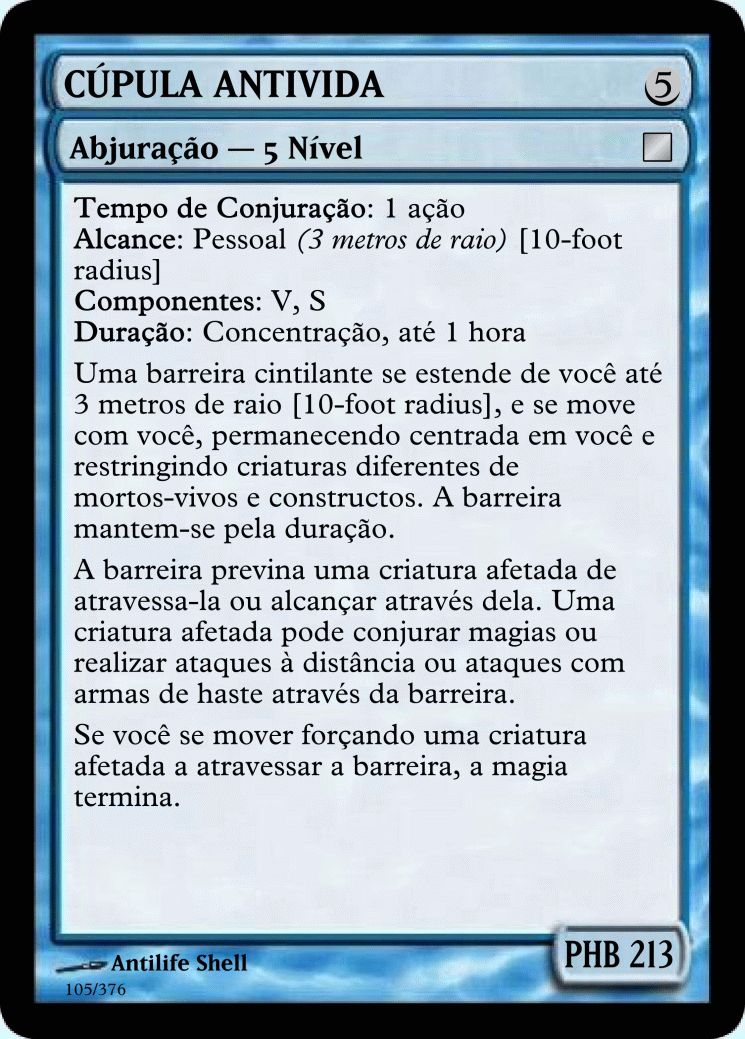 CÚPULA ANTIVIDA
5
Abjuração — 5 Nível
Tempo de Conjuração: 1 ação
Alcance: Pessoal (3 metros de raio) [10-foot
radius]
Componentes: V, S
Duração: Concentração, até 1 hora
Uma barreira cintilante se estende de você até
3 metros de raio [10-foot radius], e se move
com você, permanecendo centrada em você e
restringindo criaturas diferentes de
mortos-vivos e constructos. A barreira
mantem-se pela duração.
A barreira previna uma criatura afetada de
atravessa-la ou alcançar através dela. Uma
criatura afetada pode conjurar magias ou
realizar ataques à distância ou ataques com
armas de haste através da barreira.
Se você se mover forçando uma criatura
afetada a atravessar a barreira, a magia
termina.
PHB 213
Antilife Shell
105/376